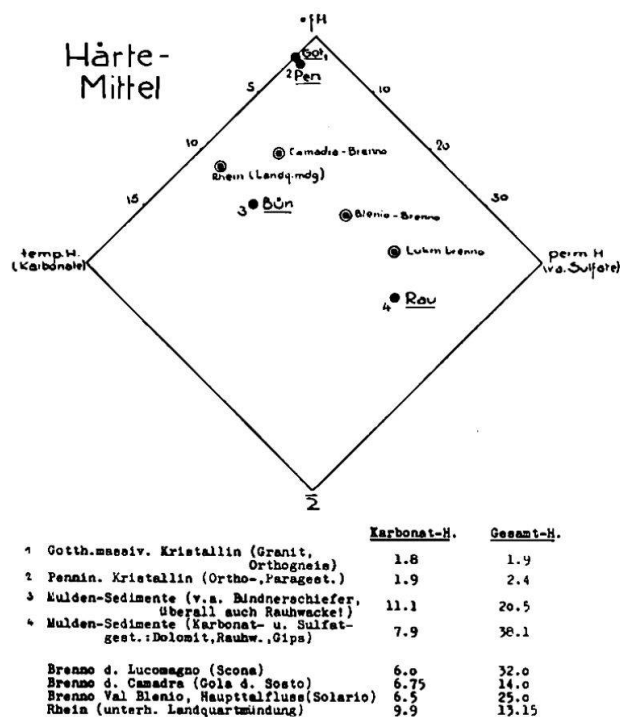 Härte-
Mittel
°fH
Got,
1
2 Pen
5
10
10
20
Camadra-Brenno
Rhein (Landq.mdg)
15
3 Bün
30
Blenio-Brenno
temp.H.
(Karbonate)
Lukm brenno
perm H
(v.a. Sulfate)
Rau
4
Σ
Karbonat-H. Gesamt-H.
1 Gotth.massiv. Kristallin (Granit,
Orthogneis) 1.8 1.9
2 Pennin. Kristallin (Ortho-,Paragest.) 1.9 2.4
3 Mulden-Sedimente (v.a. Bündnerschiefer,
überall auch Rauhwacke!) 11.1 20.5
4 Mulden-Sedimente (Karbonat- u. Sulfat-
gest.:Dolomit,Rauhw.,Gips) 7.9 38.1
Brenno d. Lucomagno (Scona) 6.0 32.0
Brenno d. Camadra (Gola d. Sosto) 6.75 14.0
Brenno Val Blenio, Haupttalfluss(Solario) 6.5 25.0
Rhein (unterh. Landquartmündung) 9.9 13.15